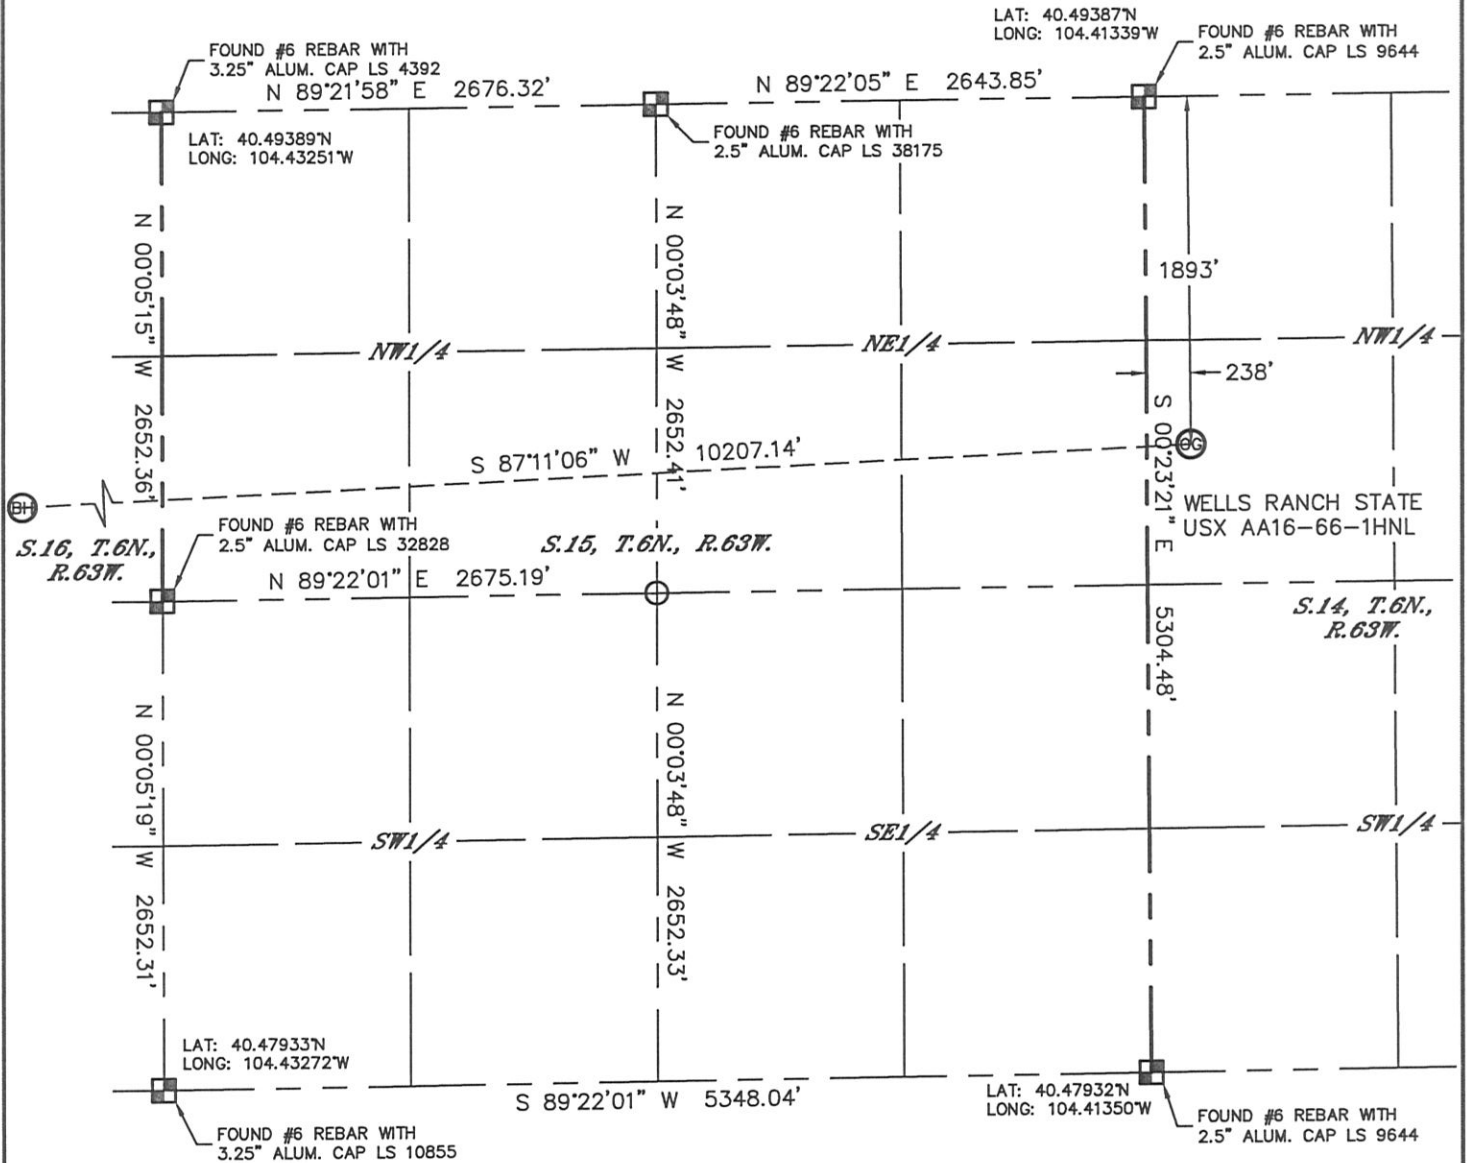 LAT: 40.49387°N
LONG: 104.41339°W
FOUND #6 REBAR WITH
2.5" ALUM. CAP LS 9644
FOUND #6 REBAR WITH
3.25" ALUM. CAP LS 4392
N 89°21'58" E 2676.32'
N 89°22'05" E 2643.85'
LAT: 40.49389°N
LONG: 104.43251°W
FOUND #6 REBAR WITH
2.5" ALUM. CAP LS 38175
N 00°05'15" W 2652.36'
N 00°03'48" W 2652.41'
1893'
NW1/4
NE1/4
NW1/4
238'
S 00°23'21" E 5304.48'
S 87°11'06" W 10207.14'
OG
BH
WELLS RANCH STATE
USX AA16-66-1HNL
S.16, T.6N.,
R.63W.
FOUND #6 REBAR WITH
2.5" ALUM. CAP LS 32828
S.15, T.6N., R.63W.
N 89°22'01" E 2675.19'
S.14, T.6N.,
R.63W.
N 00°05'19" W 2652.31'
N 00°03'48" W 2652.33'
SW1/4
SE1/4
SW1/4
LAT: 40.47933°N
LONG: 104.43272°W
S 89°22'01" W 5348.04'
LAT: 40.47932°N
LONG: 104.41350°W
FOUND #6 REBAR WITH
3.25" ALUM. CAP LS 10855
FOUND #6 REBAR WITH
2.5" ALUM. CAP LS 9644